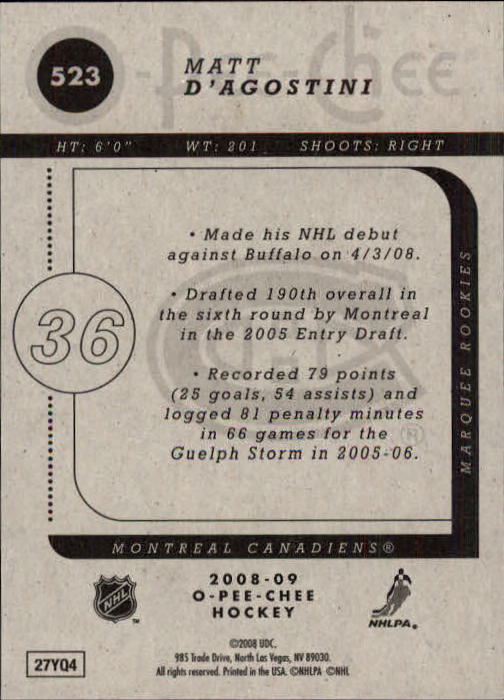 O-Pee-Chee
523
MATT
D'AGOSTINI
HT: 6'0" WT: 201 SHOOTS: RIGHT
• Made his NHL debut
against Buffalo on 4/3/08.
36
• Drafted 190th overall in
the sixth round by Montreal
in the 2005 Entry Draft.
• Recorded 79 points
(25 goals, 54 assists) and
logged 81 penalty minutes
in 66 games for the
Guelph Storm in 2005-06.
MARQUEE ROOKIES
MONTREAL CANADIENS®
NHL
™
2008-09
O-PEE-CHEE
HOCKEY
NHLPA®
©2008 UDC.
985 Trade Drive, North Las Vegas, NV 89030.
All rights reserved. Printed in the USA. ©NHLPA ©NHL
27YQ4